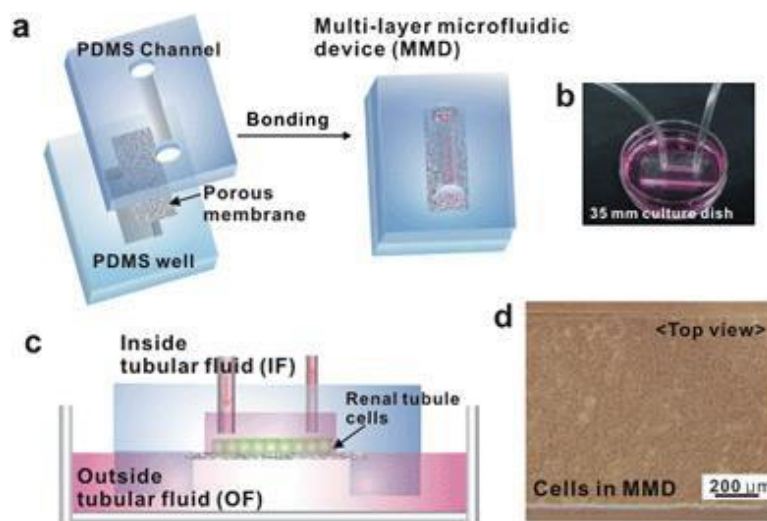 a
PDMS Channel
Bonding
Porous
membrane
PDMS well
Multi-layer microfluidic
device (MMD)
b
35 mm culture dish
c
Inside
tubular fluid (IF)
Renal tubule
cells
Outside
tubular fluid (OF)
d
<Top view>
Cells in MMD
200 µm